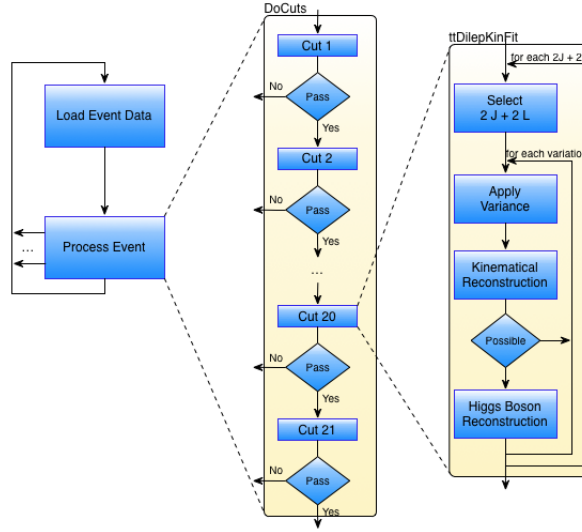 Load Event Data
Process Event
...
DoCuts
Cut 1
No
Pass
Yes
Cut 2
No
Pass
Yes
...
Cut 20
No
Pass
Yes
Cut 21
No
Pass
Yes
ttDilepKinFit
for each 2J + 2
Select
2 J + 2 L
for each variatio
Apply
Variance
Kinematical
Reconstruction
Possible
Higgs Boson
Reconstruction